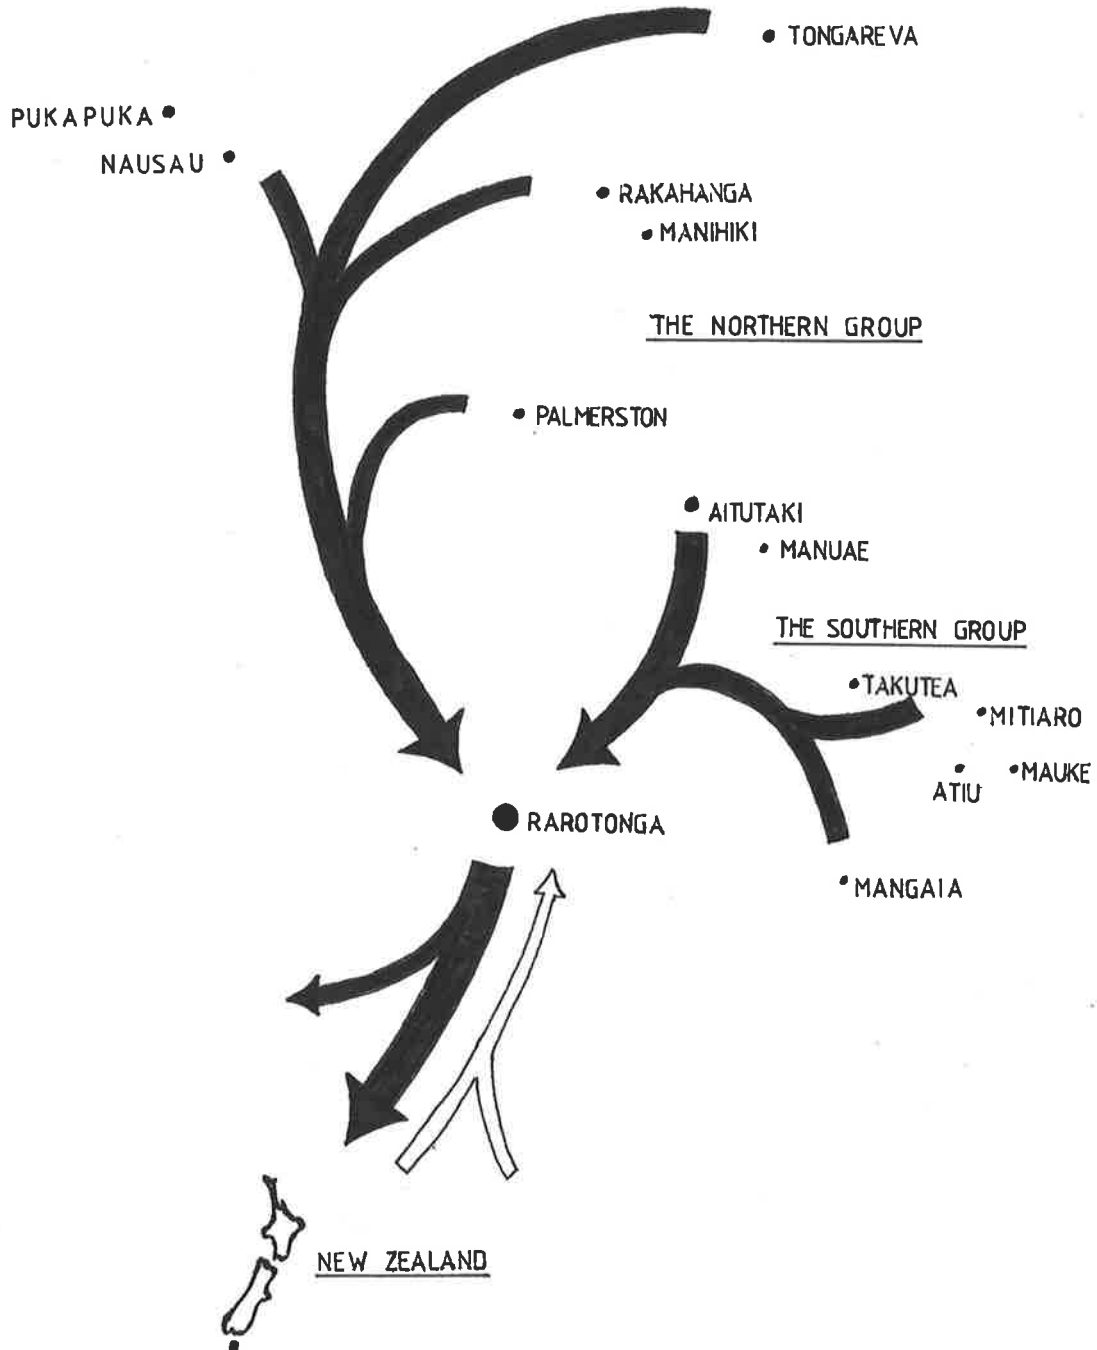 TONGAREVA
PUKAPUKA
NAUSAU
RAKAHANGA
MANIHIKI
THE NORTHERN GROUP
PALMERSTON
AITUTAKI
MANUAE
THE SOUTHERN GROUP
TAKUTEA
MITIARO
MAUKE
ATIU
RAROTONGA
MANGAIA
NEW ZEALAND